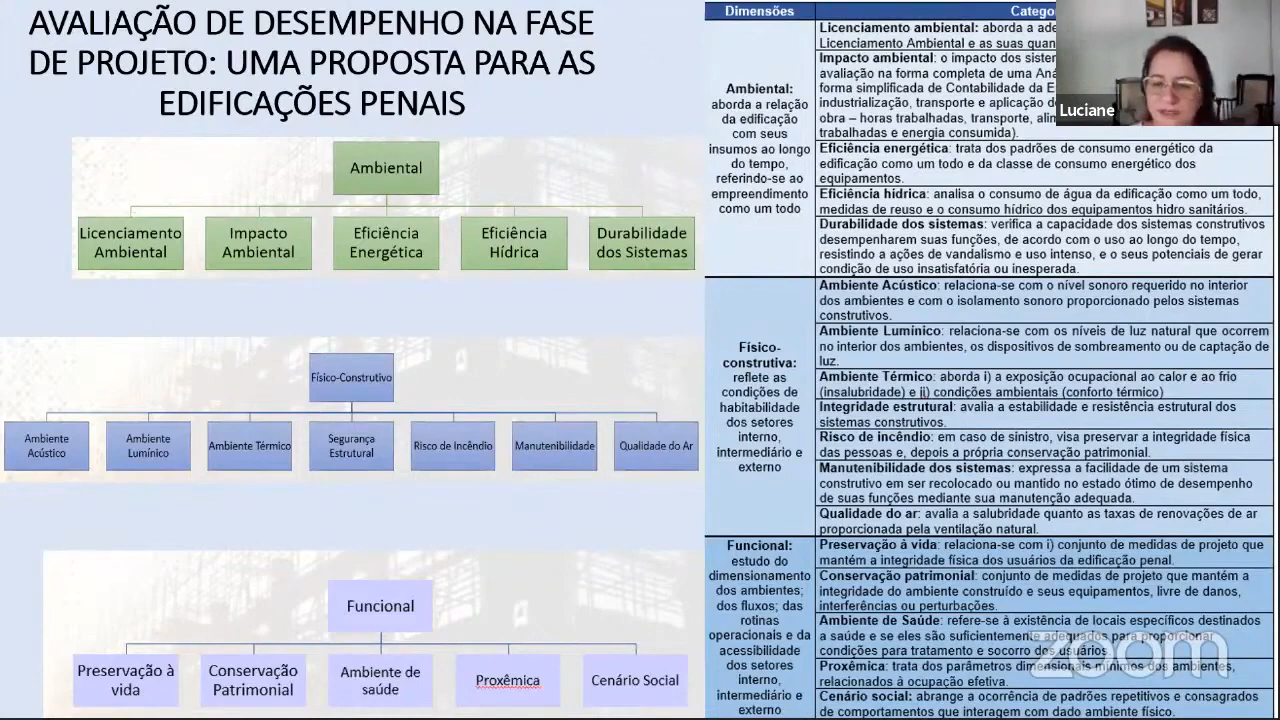 AVALIAÇÃO DE DESEMPENHO NA FASE
DE PROJETO: UMA PROPOSTA PARA AS
EDIFICAÇÕES PENAIS
Ambiental
Licenciamento
Ambiental
Impacto
Ambiental
Eficiência
Energética
Eficiência
Hídrica
Durabilidade
dos Sistemas
Físico-Construtivo
Ambiente
Acústico
Ambiente
Lumínico
Ambiente Térmico
Segurança
Estrutural
Risco de Incêndio
Manutenibilidade
Qualidade do Ar
Funcional
Preservação à
vida
Conservação
Patrimonial
Ambiente de
saúde
Proxêmica
Cenário Social
Dimensões
Ambiental:
aborda a relação
da edificação
com seus
insumos ao longo
do tempo,
referindo-se ao
empreendimento
como um todo
Licenciamento ambiental: aborda a
Licenciamento Ambiental e as suas
Impacto ambiental: o impacto dos
avaliação na forma completa de uma
forma simplificada de Contabilidade da
industrialização, transporte e aplicação
obra – horas trabalhadas, transporte,
trabalhadas e energia consumida).
Eficiência energética: trata dos padrões de consumo energético da
edificação como um todo e da classe de consumo energético dos
equipamentos.
Eficiência hídrica: analisa o consumo de água da edificação como um todo,
medidas de reuso e o consumo hídrico dos equipamentos hidro sanitários.
Durabilidade dos sistemas: verifica a capacidade dos sistemas construtivos
desempenharem suas funções, de acordo com o uso ao longo do tempo,
resistindo a ações de vandalismo e uso intenso, e o seus potenciais de gerar
condição de uso insatisfatória ou inesperada.
Físico-
construtiva:
reflete as
condições de
habitabilidade
dos setores
interno,
intermediário e
externo
Ambiente Acústico: relaciona-se com o nível sonoro requerido no interior
dos ambientes e com o isolamento sonoro proporcionado pelos sistemas
construtivos.
Ambiente Lumínico: relaciona-se com os níveis de luz natural que ocorrem
no interior dos ambientes, os dispositivos de sombreamento ou de captação de
luz.
Ambiente Térmico: aborda i) a exposição ocupacional ao calor e ao frio
(insalubridade) e ii) condições ambientais (conforto térmico)
Integridade estrutural: avalia a estabilidade e resistência estrutural dos
sistemas construtivos.
Risco de incêndio: em caso de sinistro, visa preservar a integridade física
das pessoas e, depois a própria conservação patrimonial.
Manutenibilidade dos sistemas: expressa a facilidade de um sistema
construtivo em ser recolocado ou mantido no estado ótimo de desempenho
de suas funções mediante sua manutenção adequada.
Qualidade do ar: avalia a salubridade quanto as taxas de renovações de ar
proporcionada pela ventilação natural.
Funcional:
estudo do
dimensionamento
dos ambientes;
dos fluxos; das
rotinas
operacionais e da
acessibilidade
dos setores
interno,
intermediário e
externo
Preservação à vida: relaciona-se com i) conjunto de medidas de projeto que
mantém a integridade física dos usuários da edificação penal.
Conservação patrimonial: conjunto de medidas de projeto que mantém a
integridade do ambiente construído e seus equipamentos, livre de danos,
interferências ou perturbações.
Ambiente de Saúde: refere-se à existência de locais específicos destinados
a saúde e se eles são suficientemente adequados para proporcionar
condições para tratamento e socorro dos usuários.
Proxêmica: trata dos parâmetros dimensionais mínimos dos ambientes,
relacionados à ocupação efetiva.
Cenário social: abrange a ocorrência de padrões repetitivos e consagrados
de comportamentos que interagem com dado ambiente físico.
Luciane
zoom